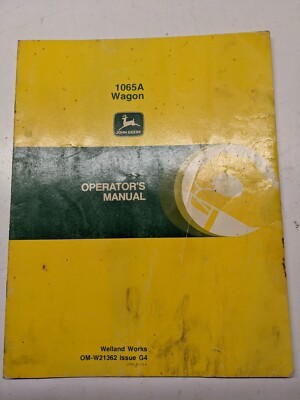 1065A
Wagon
JOHN DEERE
OPERATOR'S
MANUAL
Welland Works
OM-W21362 Issue G4